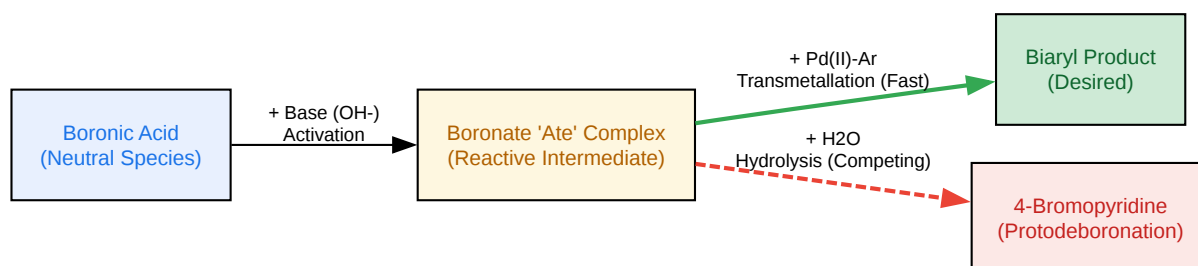 Boronic Acid
(Neutral Species)
+ Base (OH-)
Activation
Boronate 'Ate' Complex
(Reactive Intermediate)
+ Pd(II)-Ar
Transmetallation (Fast)
Biaryl Product
(Desired)
+ H2O
Hydrolysis (Competing)
4-Bromopyridine
(Protodeboronation)